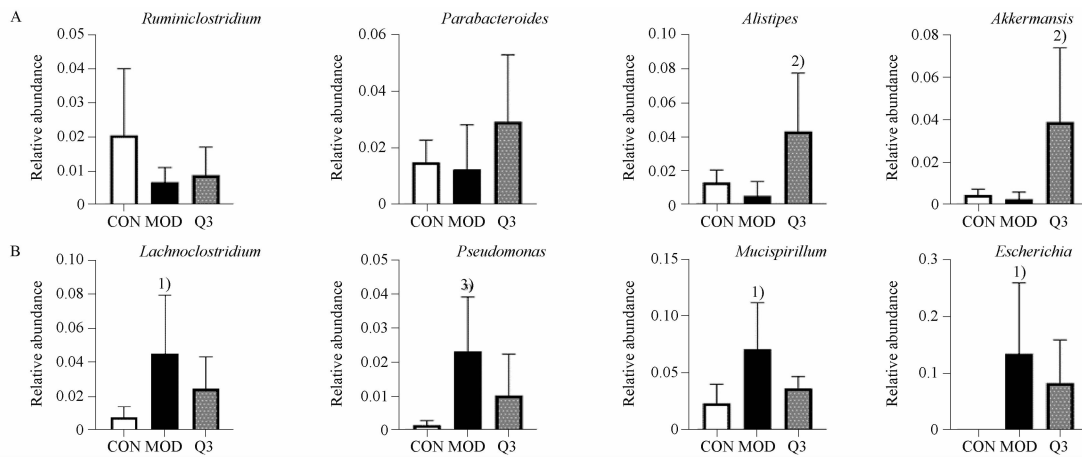 A
Ruminiclostridium
Relative abundance
0.05
0.04
0.03
0.02
0.01
0
CON MOD Q3
Parabacteroides
Relative abundance
0.06
0.04
0.02
0
CON MOD Q3
Alistipes
Relative abundance
0.10
0.08
0.06
0.04
0.02
0
2)
CON MOD Q3
Akkermansis
Relative abundance
0.08
0.06
0.04
0.02
0
2)
CON MOD Q3
B
Lachnoclostridium
Relative abundance
0.10
0.08
0.06
0.04
0.02
0
1)
CON MOD Q3
Pseudomonas
Relative abundance
0.05
0.04
0.03
0.02
0.01
0
3)
CON MOD Q3
Mucispirillum
Relative abundance
0.15
0.10
0.05
0
1)
CON MOD Q3
Escherichia
Relative abundance
0.3
0.2
0.1
0
1)
CON MOD Q3